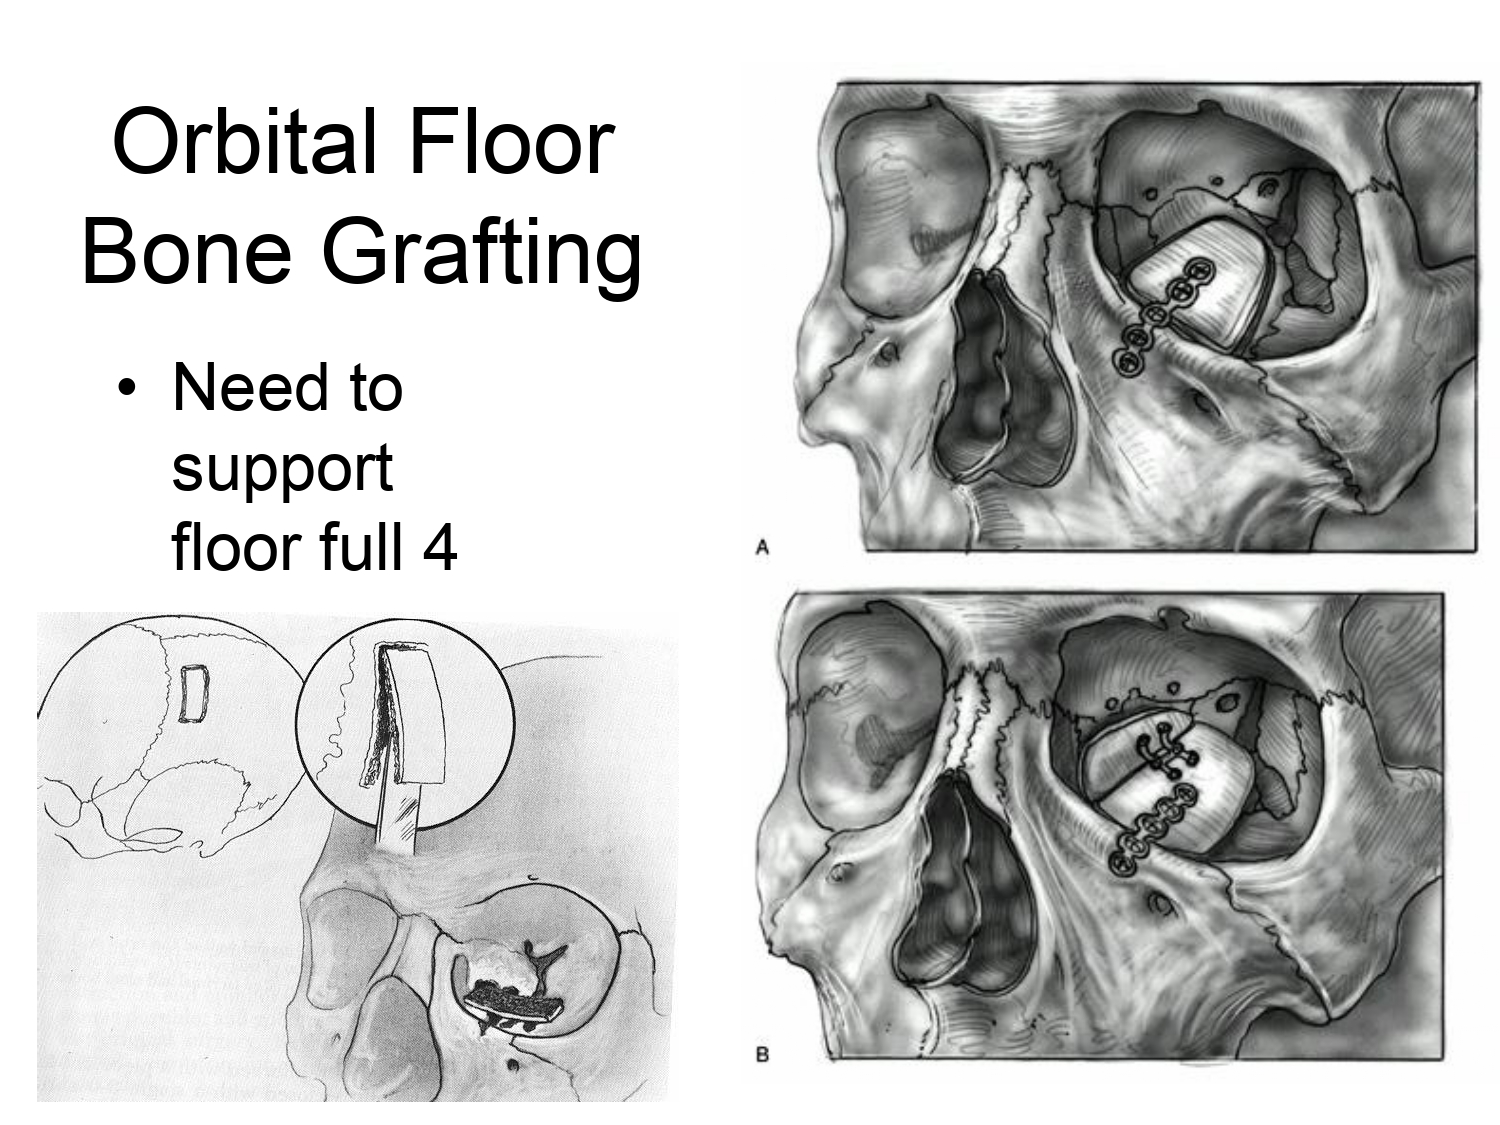 Orbital Floor
Bone Grafting
• Need to
support
floor full 4
A
B